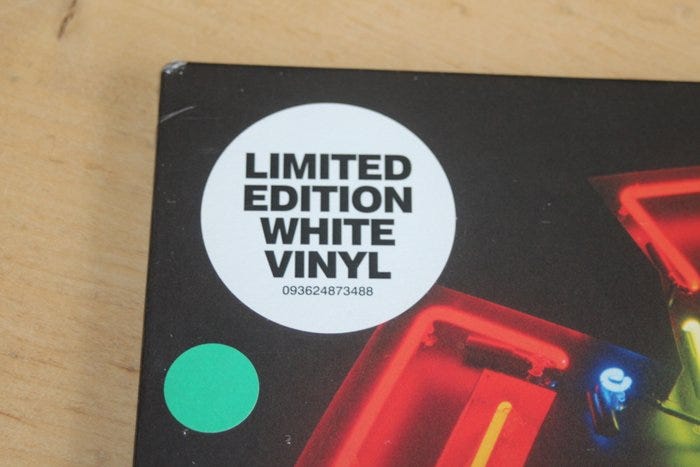 LIMITED
EDITION
WHITE
VINYL
093624873488